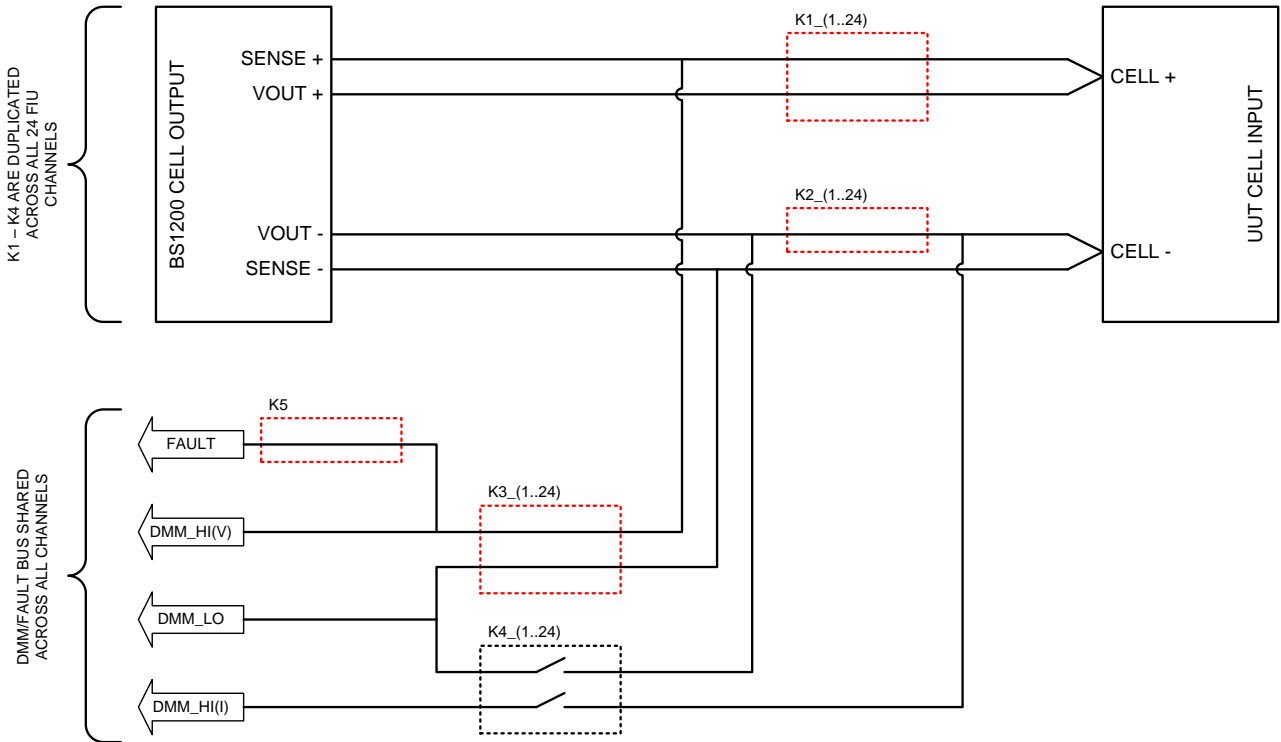 K1 – K4 ARE DUPLICATED
ACROSS ALL 24 FIU
CHANNELS
BS1200 CELL OUTPUT
SENSE +
VOUT +
VOUT -
SENSE -
K1_(1..24)
K2_(1..24)
CELL +
CELL -
UUT CELL INPUT
DMM/FAULT BUS SHARED
ACROSS ALL CHANNELS
FAULT
DMM_HI(V)
DMM_LO
DMM_HI(I)
K5
K3_(1..24)
K4_(1..24)